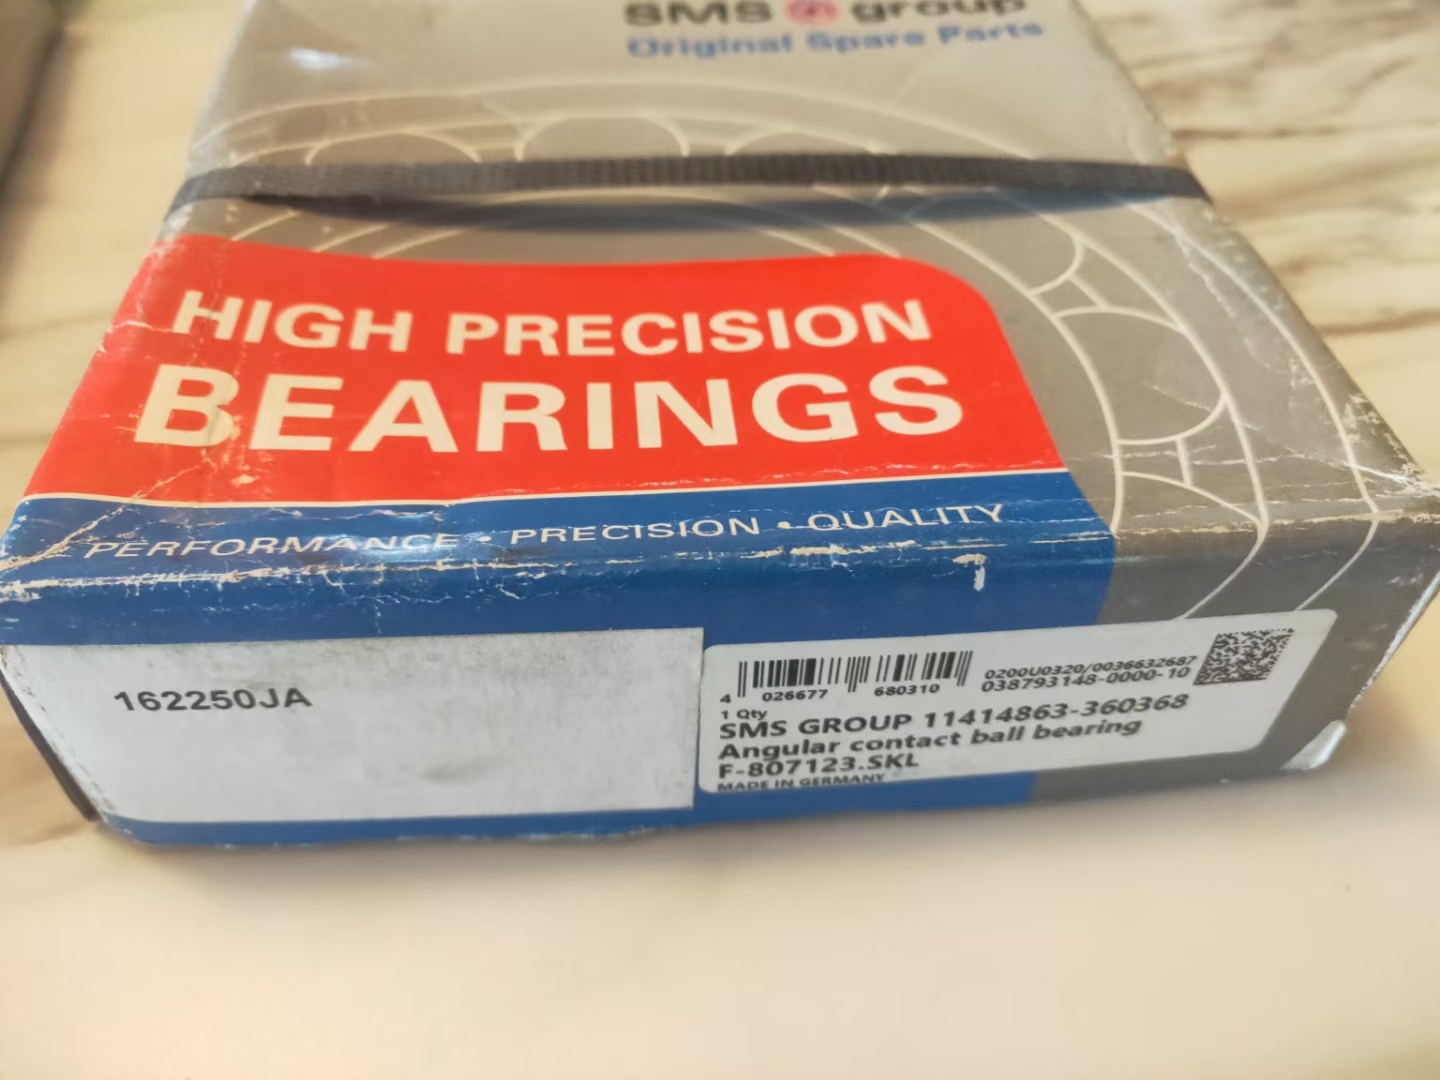 SMS group
Original Spare Parts
HIGH PRECISION
BEARINGS
PERFORMANCE • PRECISION • QUALITY
162250JA
4 026677 680310
0200U0320/0036632687
038793148-0000-10
1 Qty
SMS GROUP 11414863-360368
Angular contact ball bearing
F-807123.SKL
MADE IN GERMANY